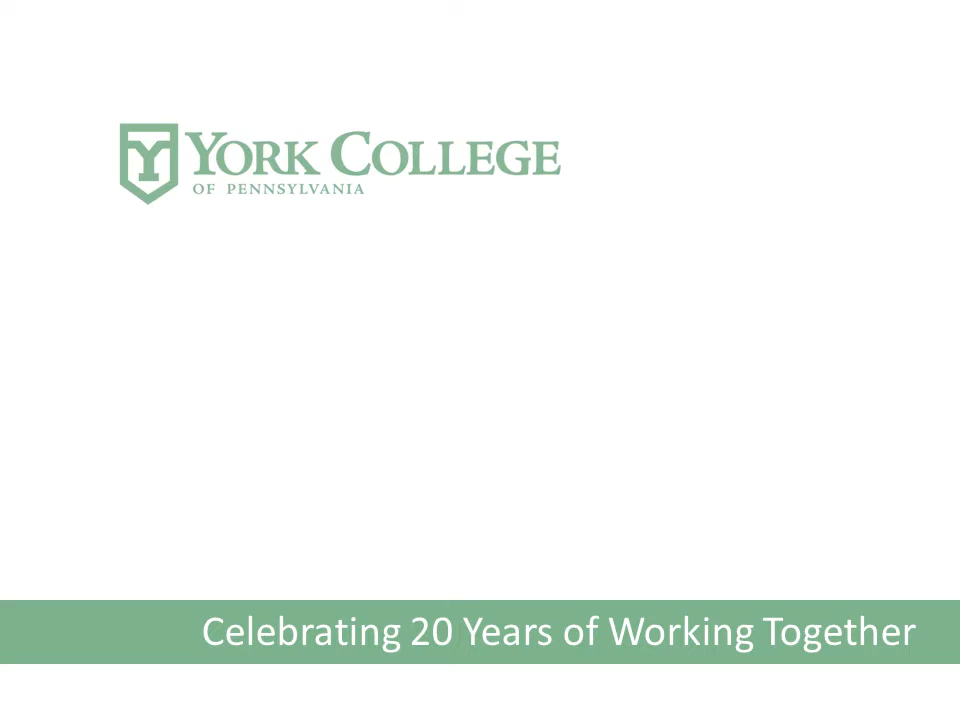 Y YORK COLLEGE
OF PENNSYLVANIA
Celebrating 20 Years of Working Together